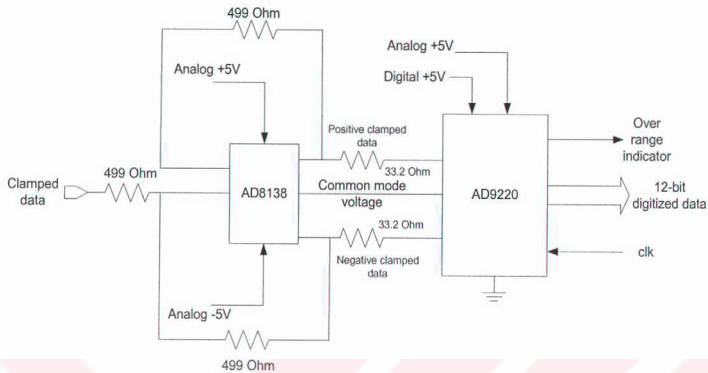 499 Ohm
Analog +5V
Analog +5V
Digital +5V
Positive clamped
data
33.2 Ohm
Over
range
indicator
499 Ohm
Clamped
data
AD8138
Common mode
voltage
AD9220
12-bit
digitized data
33.2 Ohm
Negative clamped
data
clk
Analog -5V
499 Ohm